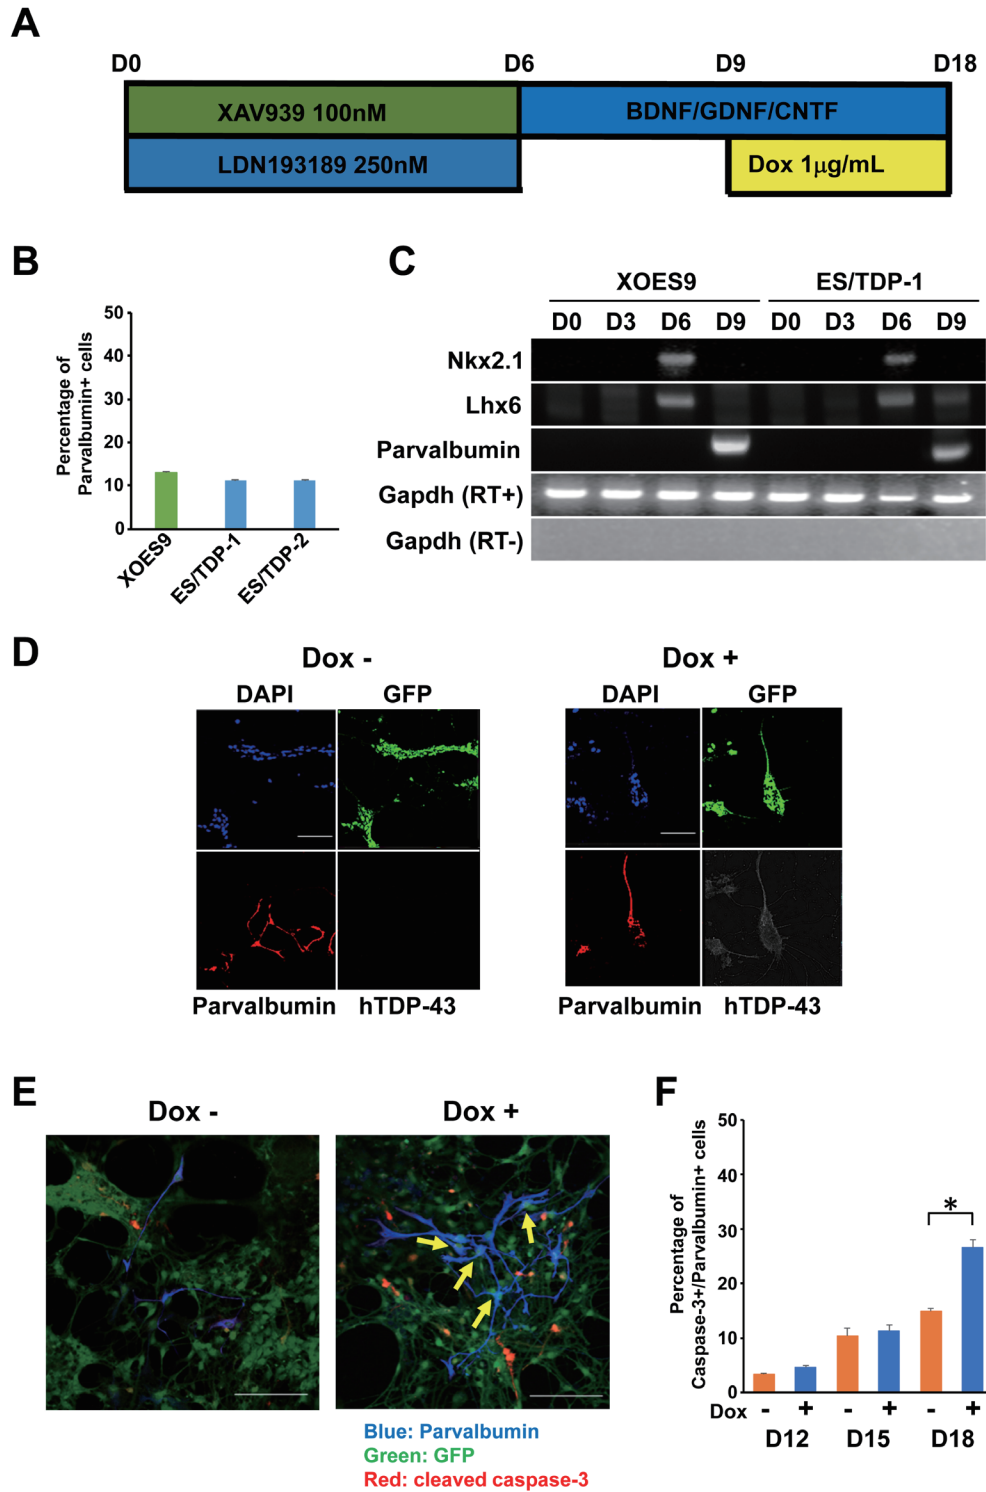 A
D0 D6 D9 D18
XAV939 100nM
BDNF/GDNF/CNTF
LDN193189 250nM
Dox 1μg/mL
B
Percentage of
Parvalbumin+ cells
50
40
30
20
10
0
XOES9
ES/TDP-1
ES/TDP-2
C
XOES9 ES/TDP-1
D0 D3 D6 D9 D0 D3 D6 D9
Nkx2.1
Lhx6
Parvalbumin
Gapdh (RT+)
Gapdh (RT-)
D
Dox - Dox +
DAPI GFP DAPI GFP
Parvalbumin hTDP-43 Parvalbumin hTDP-43
E
Dox - Dox +
Blue: Parvalbumin
Green: GFP
Red: cleaved caspase-3
F
Percentage of
Caspase-3+/Parvalbumin+ cells
50
40
30
20
10
0
*
Dox - + - + - +
D12 D15 D18